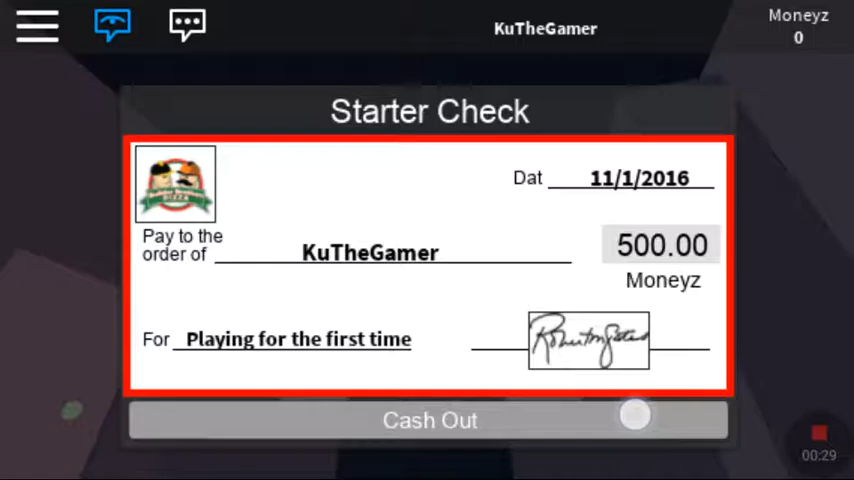 KuTheGamer
Moneyz
0
Starter Check
Dat 11/1/2016
Pay to the
order of KuTheGamer
500.00
Moneyz
For Playing for the first time
Cash Out
00:29